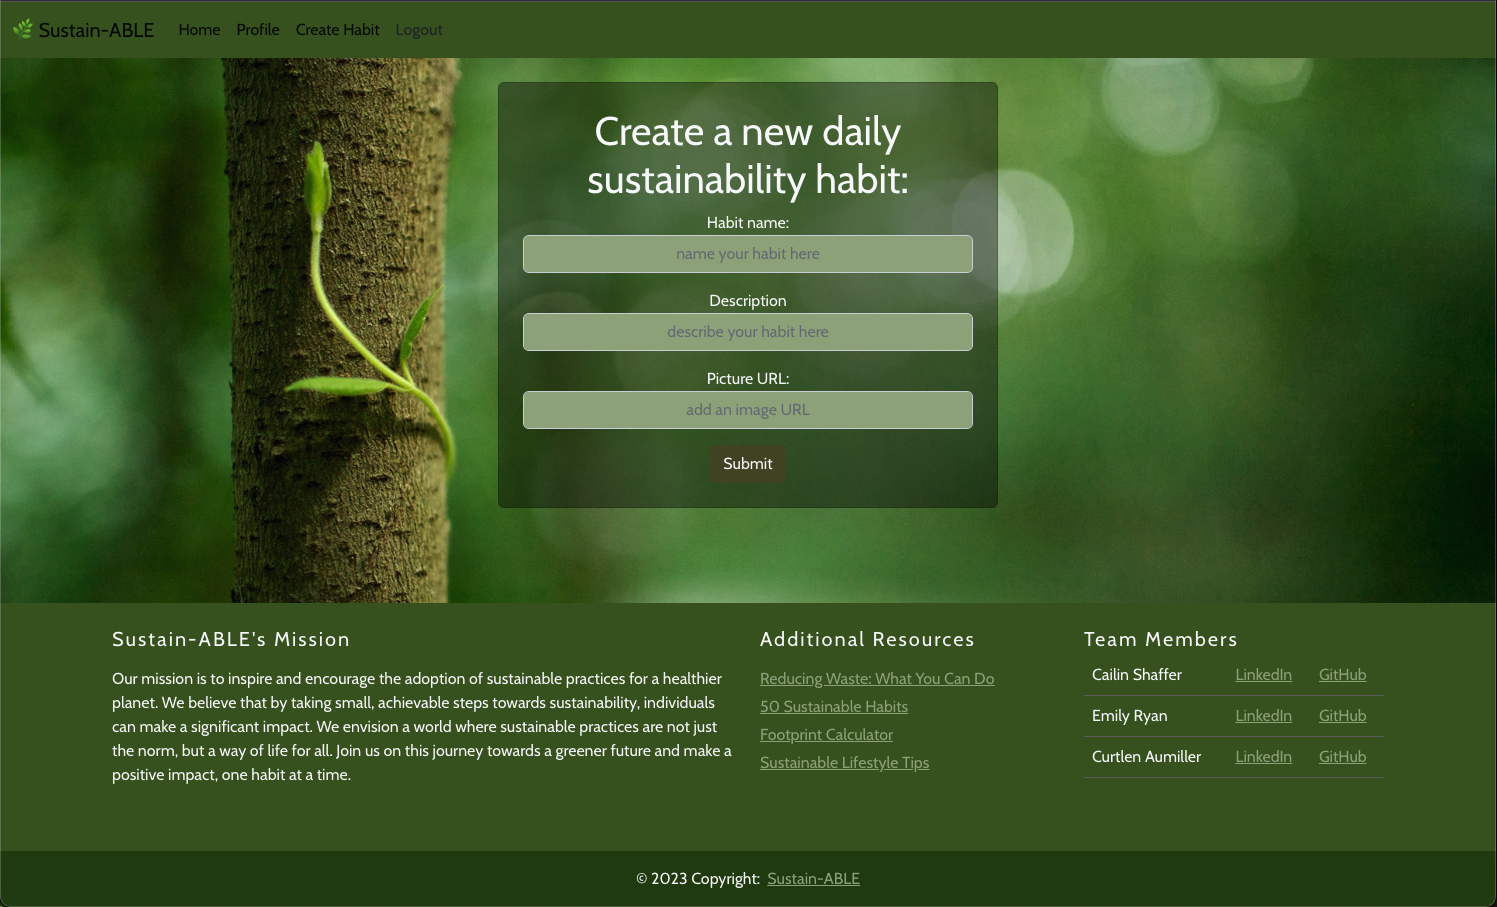 Sustain-ABLE Home Profile Create Habit Logout
Create a new daily
sustainability habit:
Habit name:
name your habit here
Description
describe your habit here
Picture URL:
add an image URL
Submit
Sustain-ABLE's Mission
Our mission is to inspire and encourage the adoption of sustainable practices for a healthier
planet. We believe that by taking small, achievable steps towards sustainability, individuals
can make a significant impact. We envision a world where sustainable practices are not just
the norm, but a way of life for all. Join us on this journey towards a greener future and make a
positive impact, one habit at a time.
Additional Resources
Reducing Waste: What You Can Do
50 Sustainable Habits
Footprint Calculator
Sustainable Lifestyle Tips
Team Members
Cailin Shaffer LinkedIn GitHub
Emily Ryan LinkedIn GitHub
Curtlen Aumiller LinkedIn GitHub
© 2023 Copyright: Sustain-ABLE